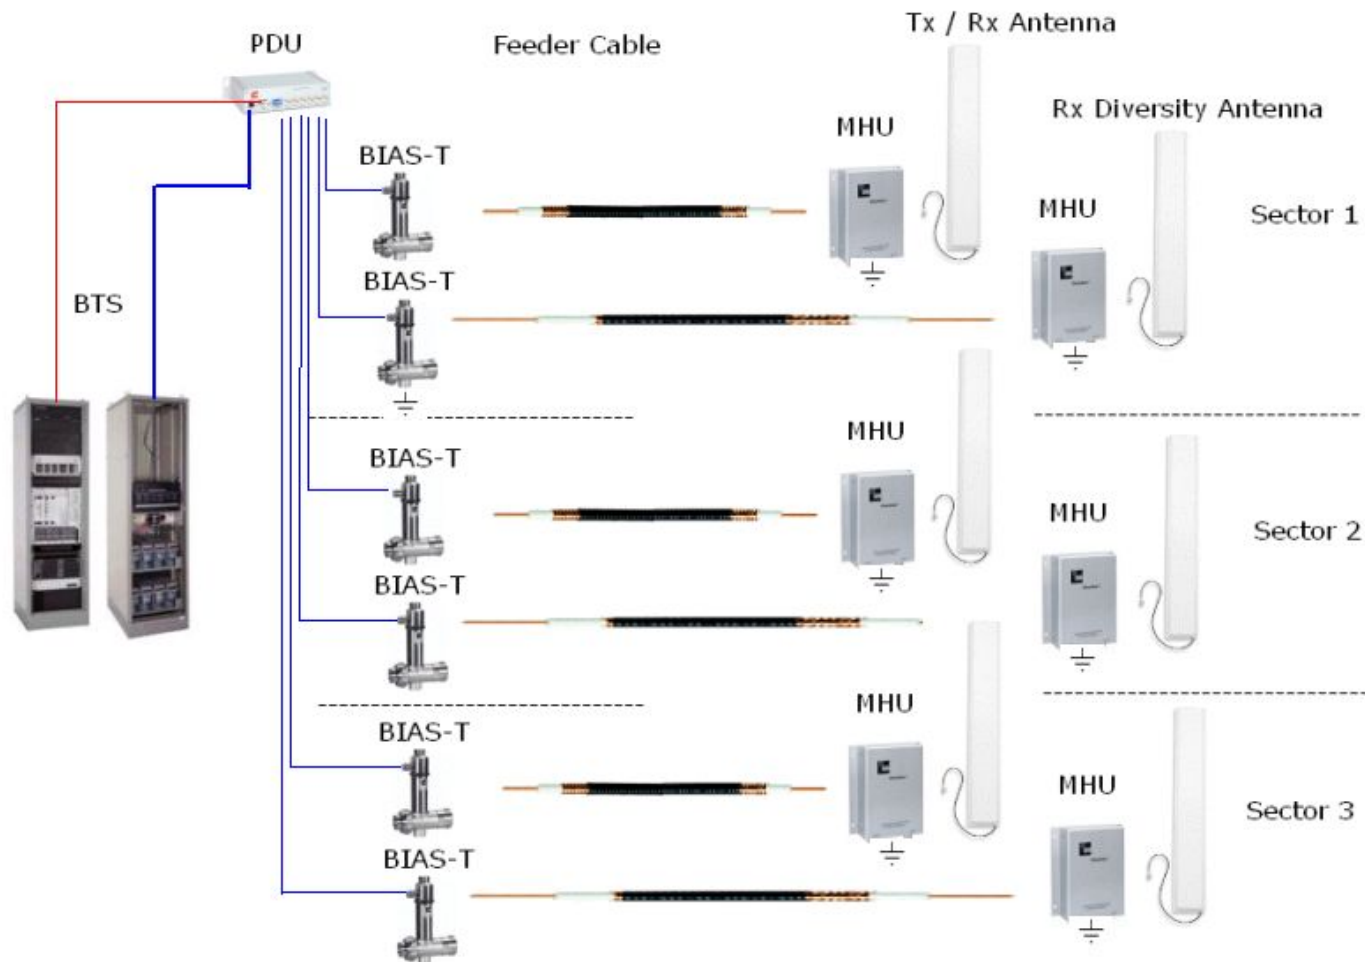 Tx / Rx Antenna
PDU
Feeder Cable
Rx Diversity Antenna
MHU
BIAS-T
MHU
Sector 1
BIAS-T
BTS
MHU
BIAS-T
MHU
Sector 2
BIAS-T
MHU
BIAS-T
MHU
Sector 3
BIAS-T